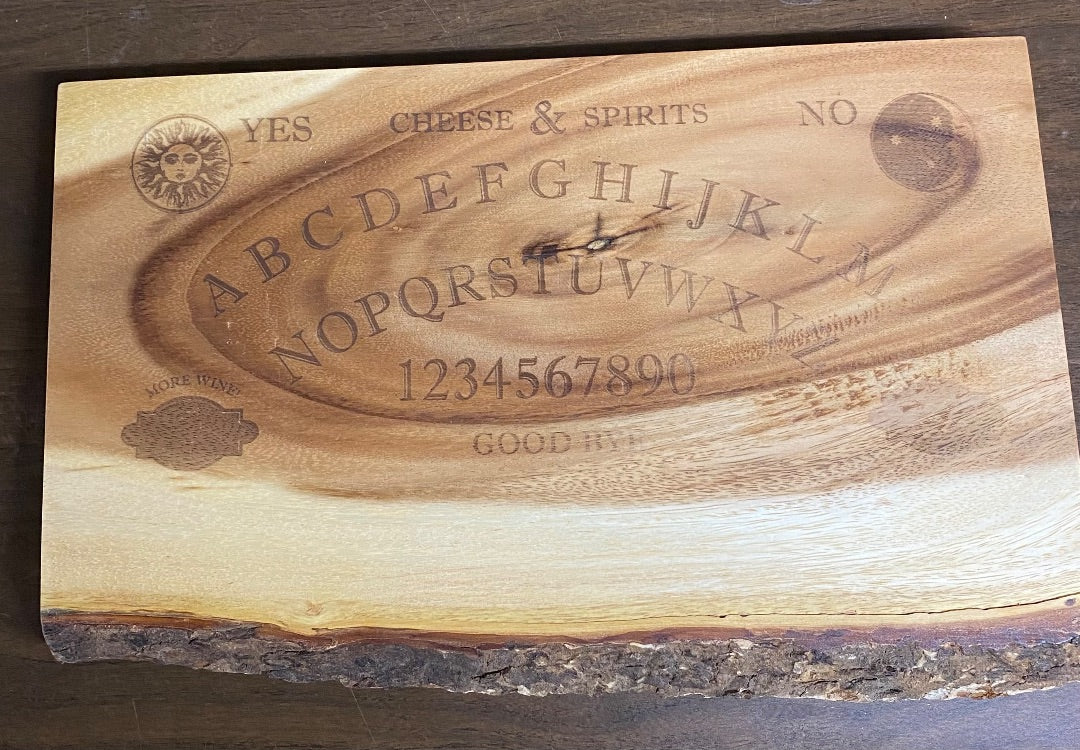 YES CHEESE & SPIRITS NO
ABCDEFGHIJKLM
NOPQRSTUVWXYZ
1234567890
MORE WINE!
GOOD BYE